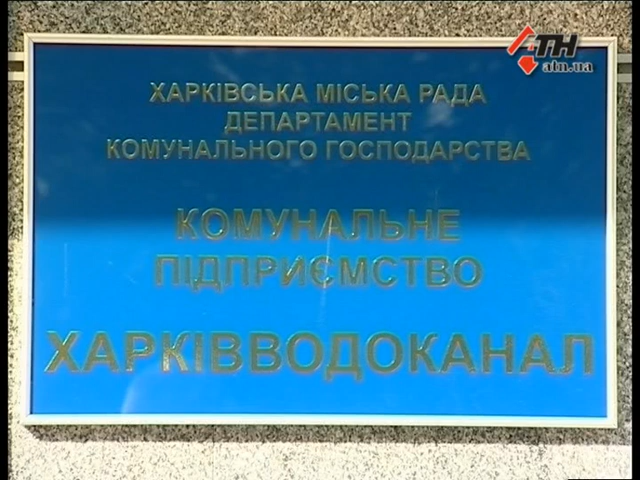 АТН
atn.ua
ХАРКІВСЬКА МІСЬКА РАДА
ДЕПАРТАМЕНТ
КОМУНАЛЬНОГО ГОСПОДАРСТВА
КОМУНАЛЬНЕ
ПІДПРИЄМСТВО
ХАРКІВВОДОКАНАЛ